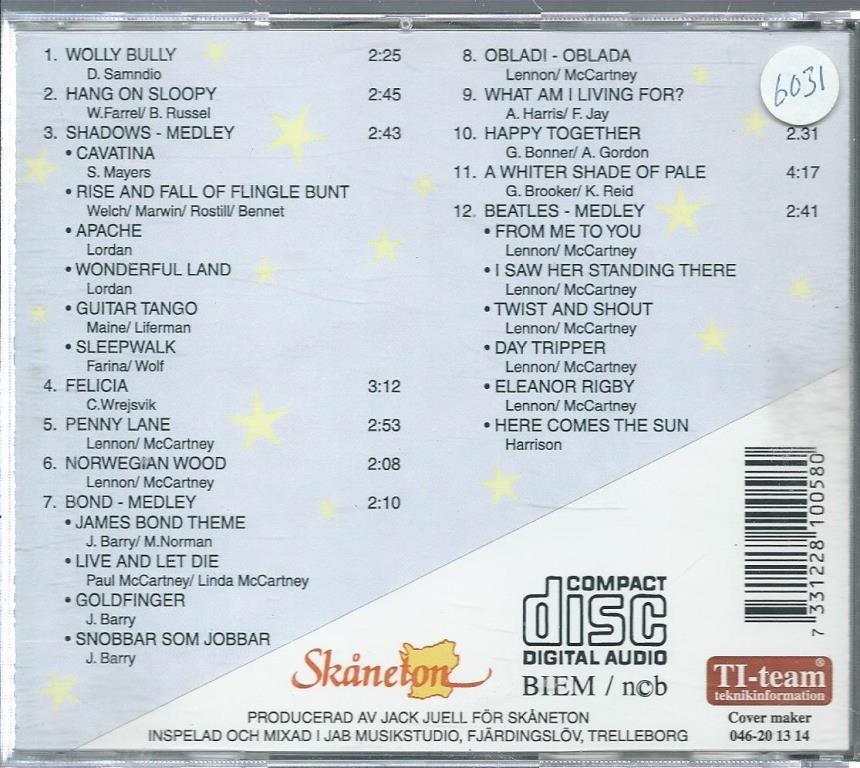 1. WOLLY BULLY 2:25
D. Samndio
2. HANG ON SLOOPY 2:45
W.Farrel/ B. Russel
3. SHADOWS - MEDLEY 2:43
• CAVATINA
S. Mayers
• RISE AND FALL OF FLINGLE BUNT
Welch/ Marwin/ Rostill/ Bennet
• APACHE
Lordan
• WONDERFUL LAND
Lordan
• GUITAR TANGO
Maine/ Liferman
• SLEEPWALK
Farina/ Wolf
4. FELICIA 3:12
C.Wrejsvik
5. PENNY LANE 2:53
Lennon/ McCartney
6. NORWEGIAN WOOD 2:08
Lennon/ McCartney
7. BOND - MEDLEY 2:10
• JAMES BOND THEME
J. Barry/ M.Norman
• LIVE AND LET DIE
Paul McCartney/ Linda McCartney
• GOLDFINGER
J. Barry
• SNOBBAR SOM JOBBAR
J. Barry
8. OBLADI - OBLADA
Lennon/ McCartney
9. WHAT AM I LIVING FOR?
A. Harris/ F. Jay
10. HAPPY TOGETHER 2.31
G. Bonner/ A. Gordon
11. A WHITER SHADE OF PALE 4:17
G. Brooker/ K. Reid
12. BEATLES - MEDLEY 2:41
• FROM ME TO YOU
Lennon/ McCartney
• I SAW HER STANDING THERE
Lennon/ McCartney
• TWIST AND SHOUT
Lennon/ McCartney
• DAY TRIPPER
Lennon/ McCartney
• ELEANOR RIGBY
Lennon/ McCartney
• HERE COMES THE SUN
Harrison
6031
7 331228 100580
COMPACT
disc
DIGITAL AUDIO
BIEM / n©b
Skåneton
TI-team®
teknikinformation
Cover maker
046-20 13 14
PRODUCERAD AV JACK JUELL FÖR SKÅNETON
INSPELAD OCH MIXAD I JAB MUSIKSTUDIO, FJÄRDINGSLÖV, TRELLEBORG